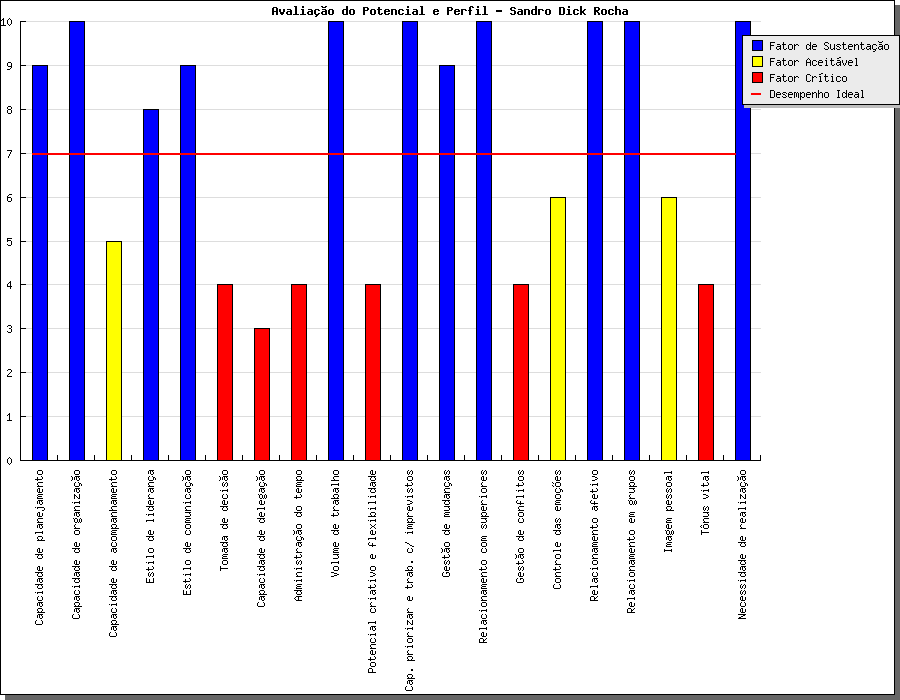 Avaliação do Potencial e Perfil - Sandro Dick Rocha
10
9
8
7
6
5
4
3
2
1
0
Fator de Sustentação
Fator Aceitável
Fator Crítico
Desempenho Ideal
Capacidade de planejamento
Capacidade de organização
Capacidade de acompanhamento
Estilo de liderança
Estilo de comunicação
Tomada de decisão
Capacidade de delegação
Administração do tempo
Volume de trabalho
Potencial criativo e flexibilidade
Cap. priorizar e trab. c/ imprevistos
Gestão de mudanças
Relacionamento com superiores
Gestão de conflitos
Controle das emoções
Relacionamento afetivo
Relacionamento em grupos
Imagem pessoal
Tônus vital
Necessidade de realização